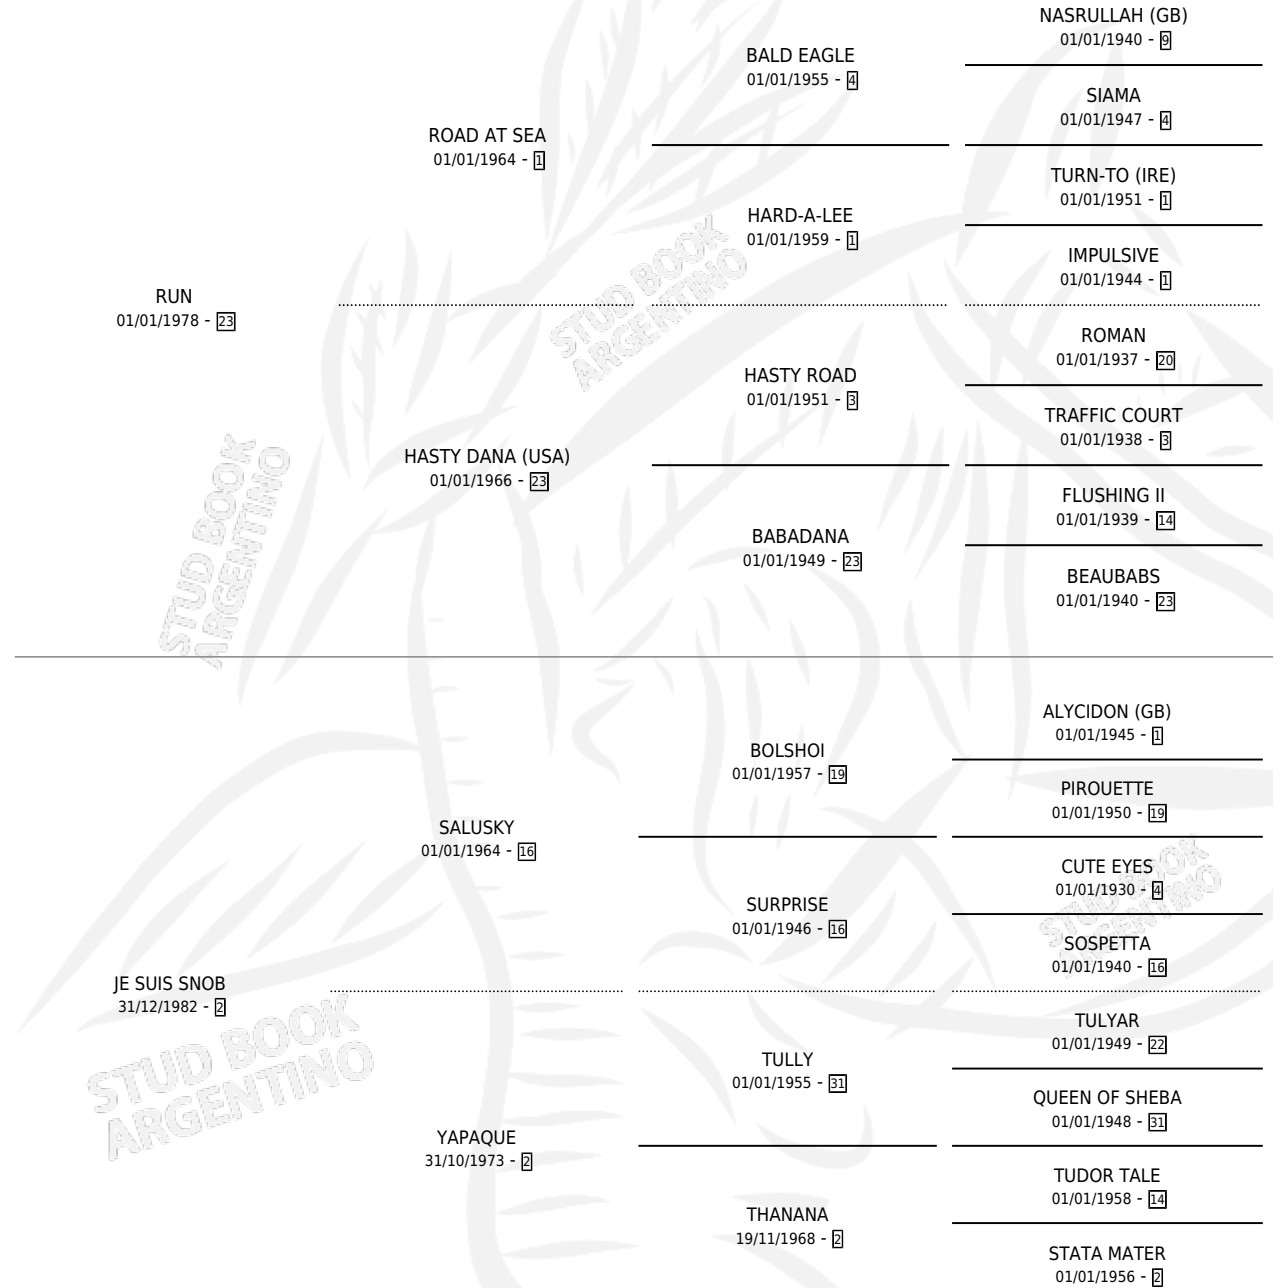 NASRULLAH (GB)
01/01/1940 - 9
BALD EAGLE
01/01/1955 - 4
SIAMA
01/01/1947 - 4
ROAD AT SEA
01/01/1964 - 1
TURN-TO (IRE)
01/01/1951 - 1
HARD-A-LEE
01/01/1959 - 1
IMPULSIVE
01/01/1944 - 1
RUN
01/01/1978 - 23
ROMAN
01/01/1937 - 20
HASTY ROAD
01/01/1951 - 3
TRAFFIC COURT
01/01/1938 - 3
HASTY DANA (USA)
01/01/1966 - 23
FLUSHING II
01/01/1939 - 14
BABADANA
01/01/1949 - 23
BEAUBABS
01/01/1940 - 23
STUD BOOK
ARGENTINO
STUD BOOK
ARGENTINO
ALYCIDON (GB)
01/01/1945 - 1
BOLSHOI
01/01/1957 - 19
PIROUETTE
01/01/1950 - 19
SALUSKY
01/01/1964 - 16
CUTE EYES
01/01/1930 - 4
SURPRISE
01/01/1946 - 16
SOSPETTA
01/01/1940 - 16
JE SUIS SNOB
31/12/1982 - 2
TULYAR
01/01/1949 - 22
TULLY
01/01/1955 - 31
QUEEN OF SHEBA
01/01/1948 - 31
YAPAQUE
31/10/1973 - 2
TUDOR TALE
01/01/1958 - 14
THANANA
19/11/1968 - 2
STATA MATER
01/01/1956 - 2
STUD BOOK
ARGENTINO
STUD BOOK
ARGENTINO